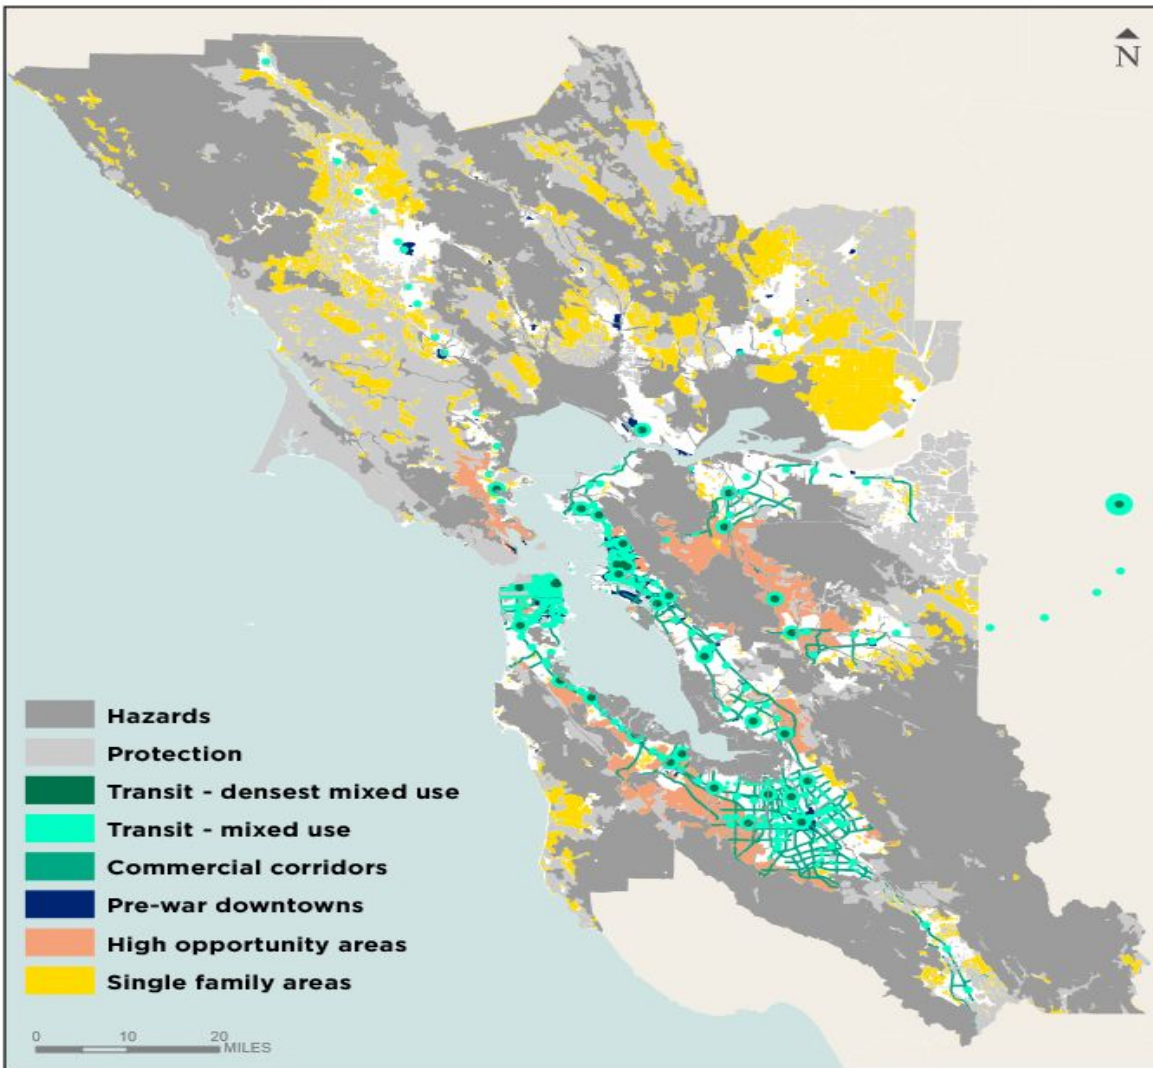 N
Hazards
Protection
Transit - densest mixed use
Transit - mixed use
Commercial corridors
Pre-war downtowns
High opportunity areas
Single family areas
0 10 20
MILES